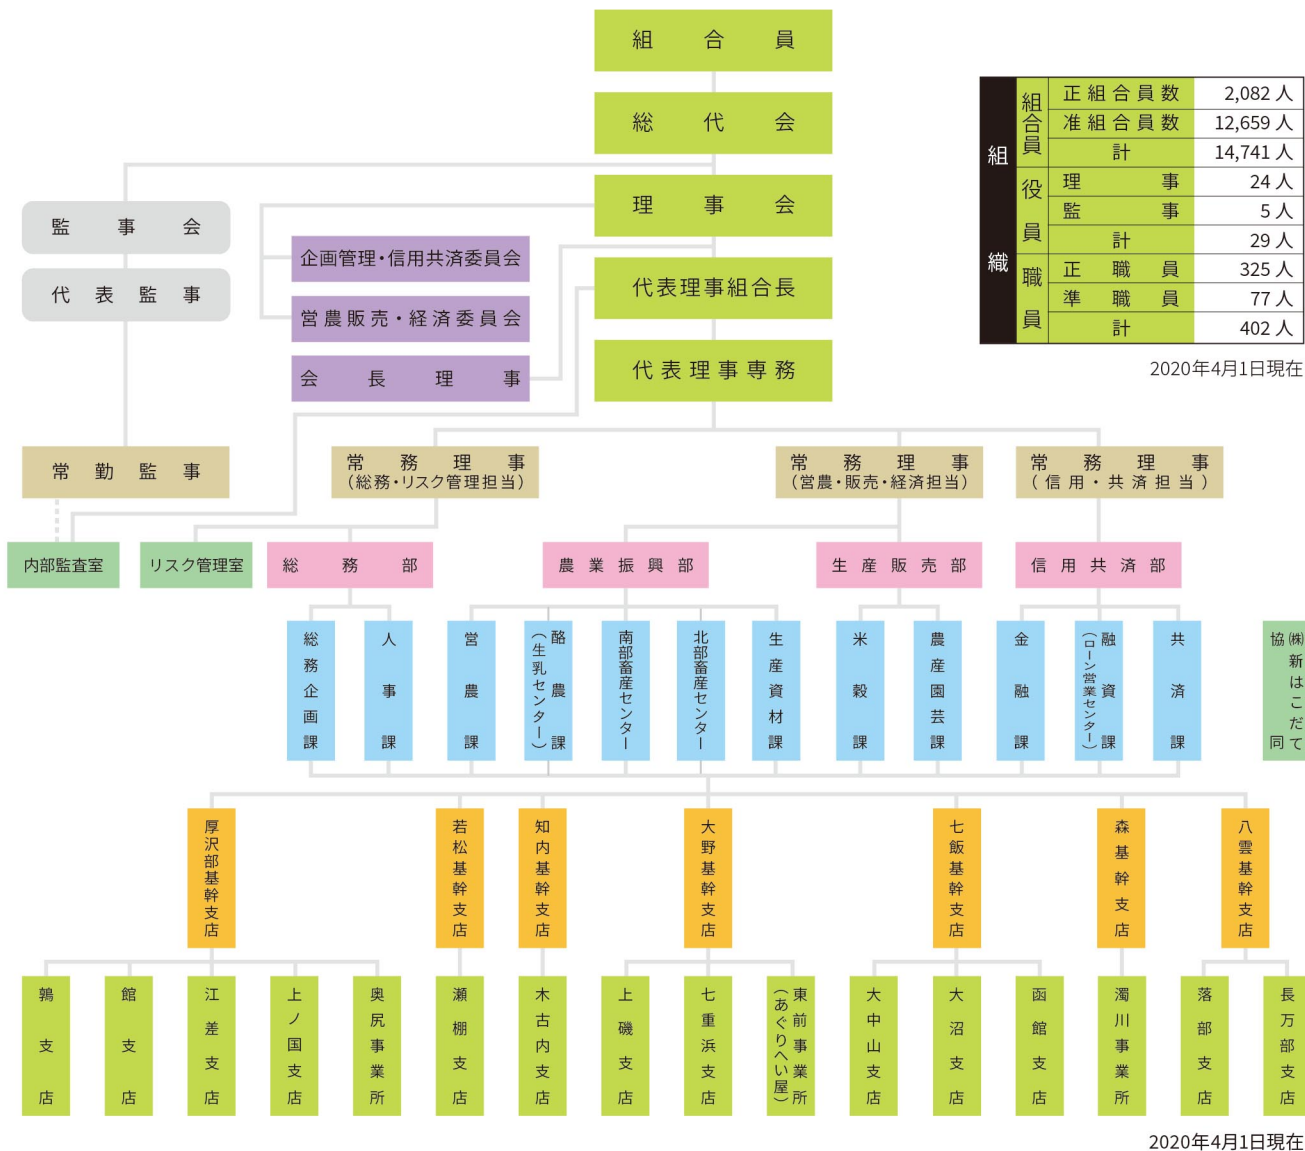 組合員
総代会
理事会
代表理事組合長
代表理事専務
監事会
代表監事
企画管理・信用共済委員会
営農販売・経済委員会
会長理事
組織
組合員
正組合員数 2,082人
准組合員数 12,659人
計 14,741人
役員
理事 24人
監事 5人
計 29人
職員
正職員 325人
準職員 77人
計 402人
2020年4月1日現在
常勤監事
常務理事
(総務・リスク管理担当)
常務理事
(営農・販売・経済担当)
常務理事
(信用・共済担当)
内部監査室
リスク管理室
総務部
農業振興部
生産販売部
信用共済部
総務企画課
人事課
営農課
酪農課
(生乳センター)
南部畜産センター
北部畜産センター
生産資材課
米穀課
農産園芸課
金融課
融資課
(ローン営業センター)
共済課
㈱新はこだて
協同
厚沢部基幹支店
若松基幹支店
知内基幹支店
大野基幹支店
七飯基幹支店
森基幹支店
八雲基幹支店
鶉支店
館支店
江差支店
上ノ国支店
奥尻事業所
瀬棚支店
木古内支店
上磯支店
七重浜支店
東前事業所
(あぐりへい屋)
大中山支店
大沼支店
函館支店
濁川事業所
落部支店
長万部支店
2020年4月1日現在